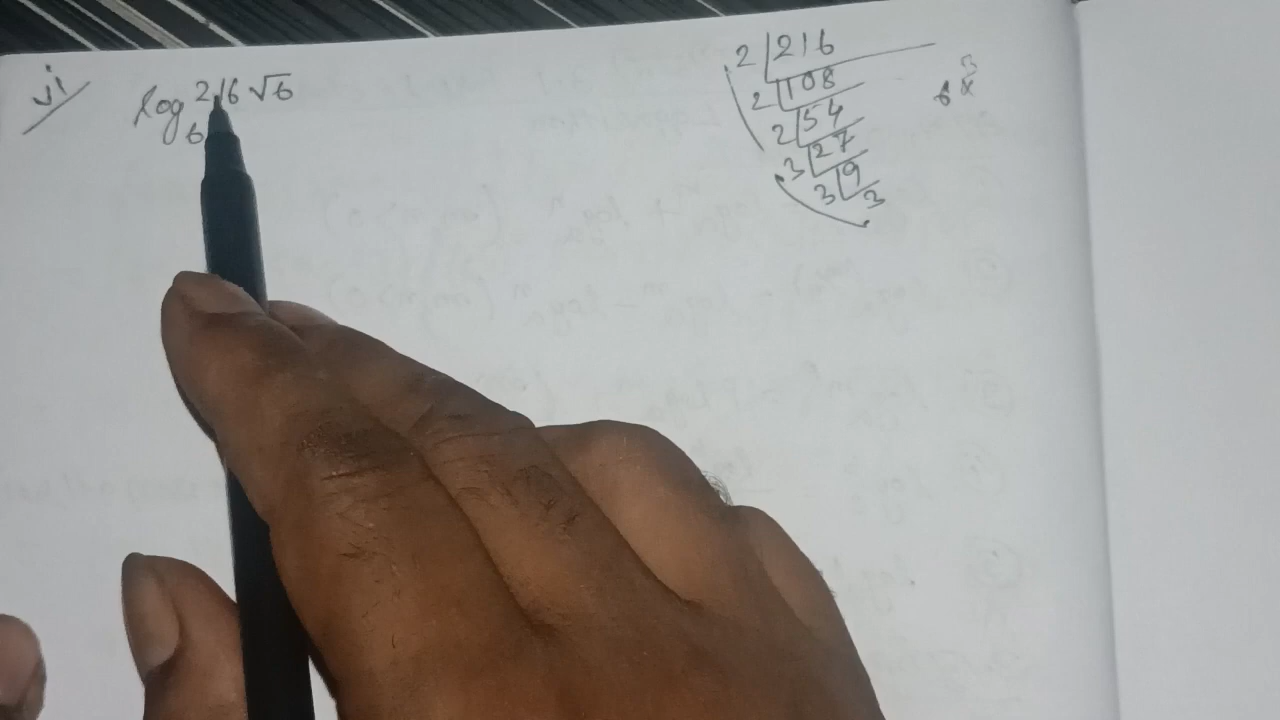 vi/
log₆ 216 √6
2 | 216
2 | 108
2 | 54
3 | 27
3 | 9
3